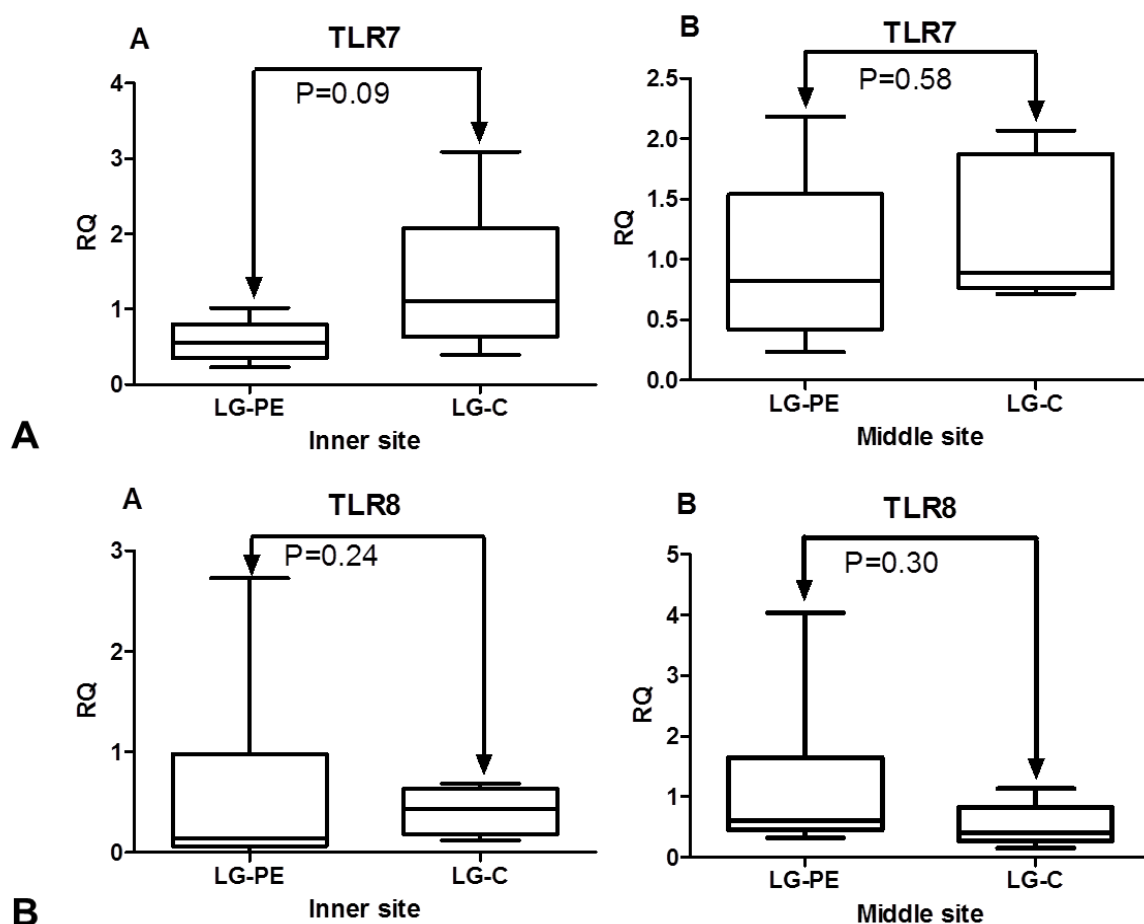 A
TLR7
P=0.09
RQ
4
3
2
1
0
LG-PE
LG-C
Inner site
B
TLR7
P=0.58
RQ
2.5
2.0
1.5
1.0
0.5
0.0
LG-PE
LG-C
Middle site
A
A
TLR8
P=0.24
RQ
3
2
1
0
LG-PE
LG-C
Inner site
B
TLR8
P=0.30
RQ
5
4
3
2
1
0
LG-PE
LG-C
Middle site
B